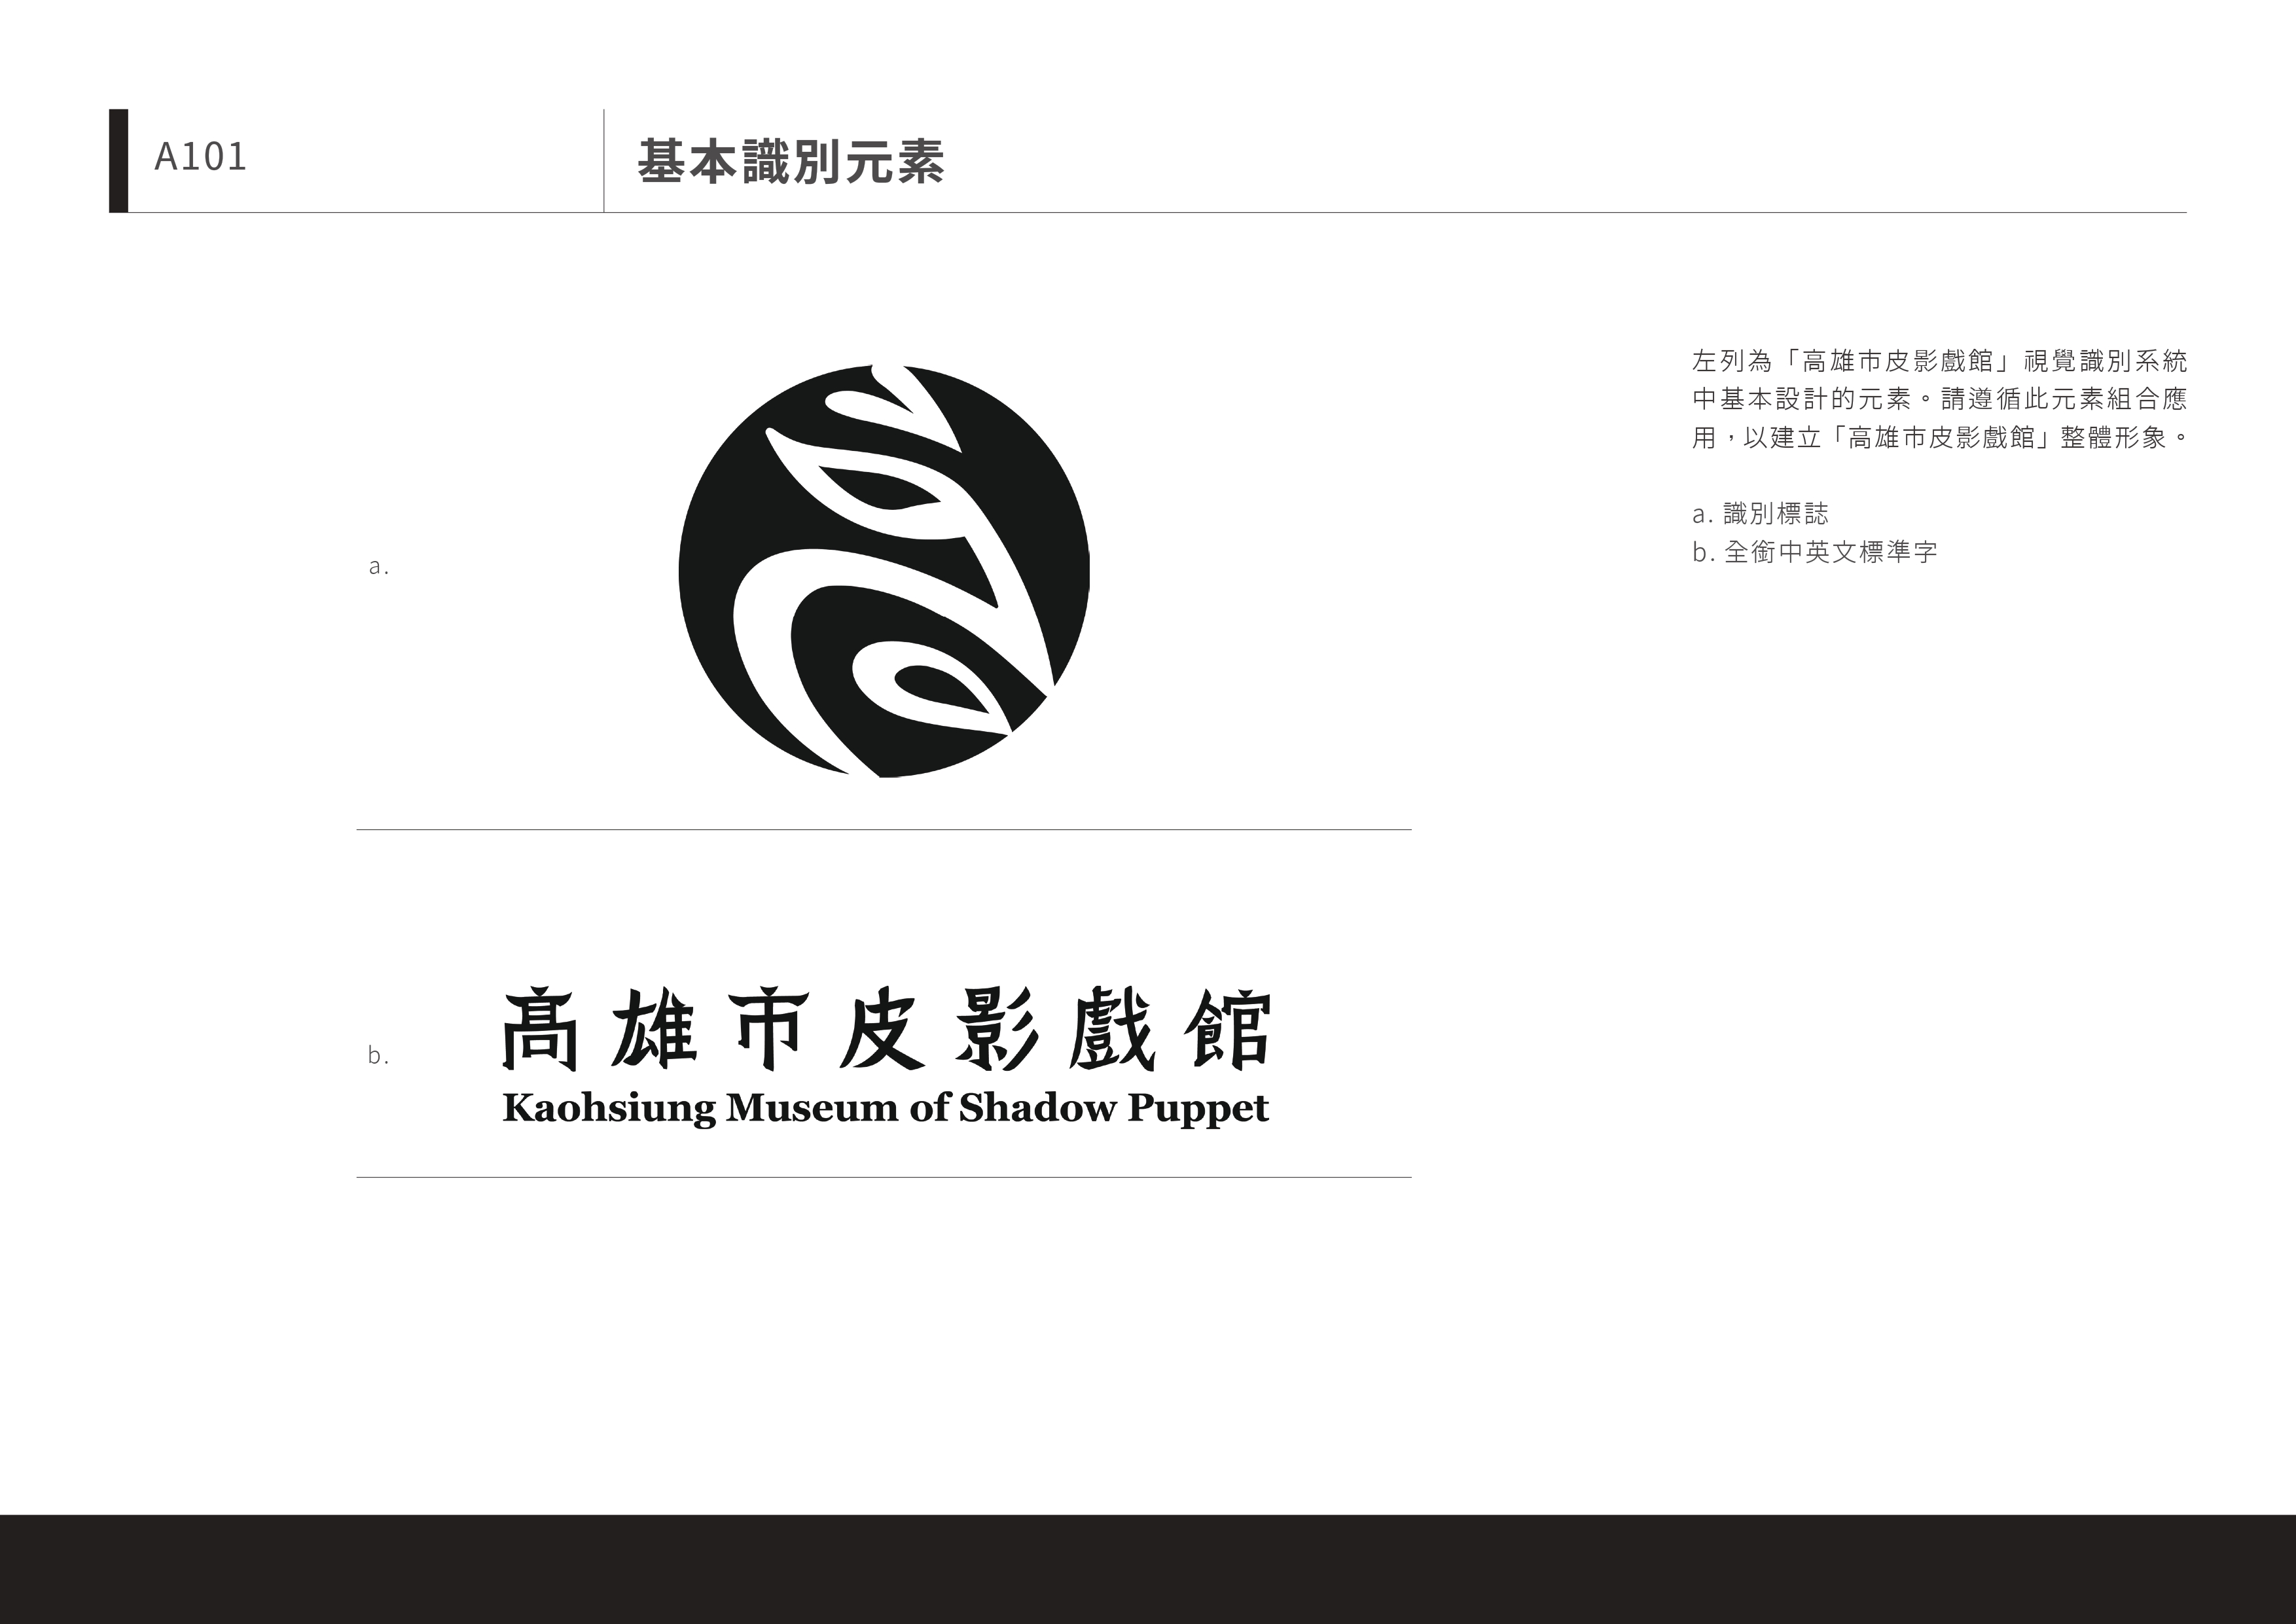 A101
基本識別元素
左列為「高雄市皮影戲館」視覺識別系統
中基本設計的元素。請遵循此元素組合應
用，以建立「高雄市皮影戲館」整體形象。
a. 識別標誌
b. 全銜中英文標準字
a.
b.
高雄市皮影戲館
Kaohsiung Museum of Shadow Puppet